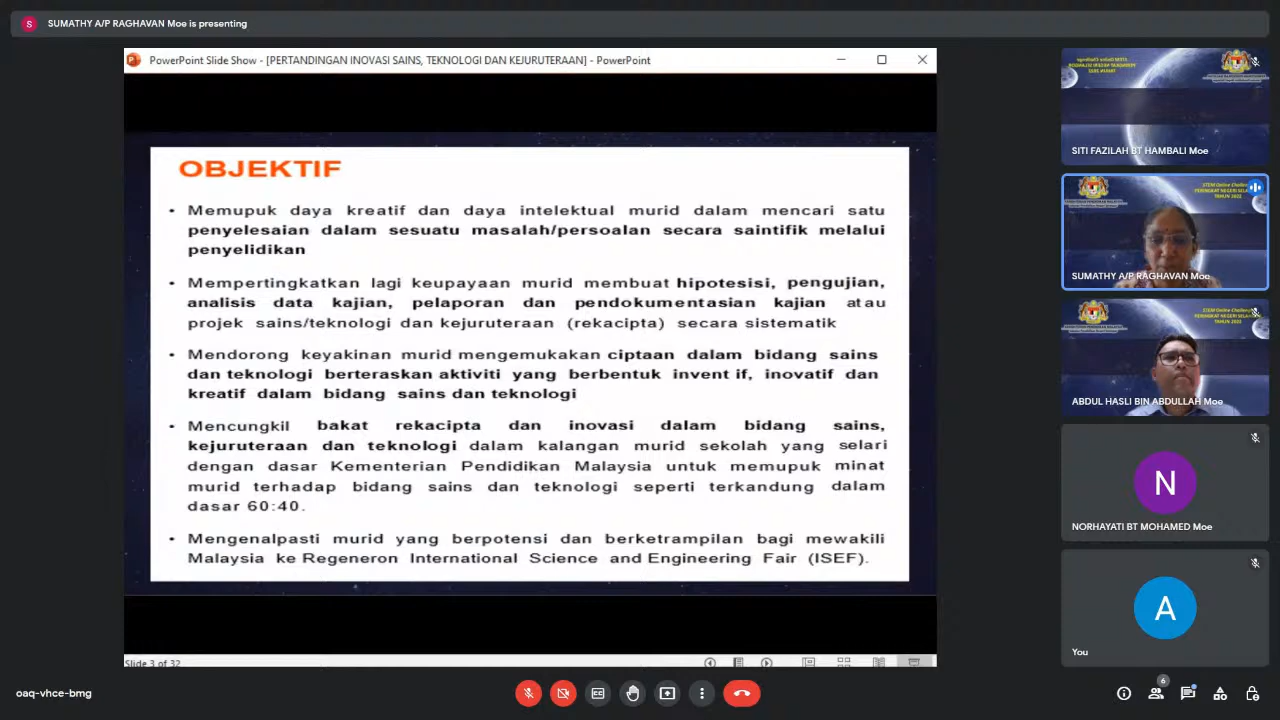 S SUMATHY A/P RAGHAVAN Moe is presenting
PowerPoint Slide Show - [PERTANDINGAN INOVASI SAINS, TEKNOLOGI DAN KEJURUTERAAN] - PowerPoint
OBJEKTIF
• Memupuk daya kreatif dan daya intelektual murid dalam mencari satu
penyelesaian dalam sesuatu masalah/persoalan secara saintifik melalui
penyelidikan
• Mempertingkatkan lagi keupayaan murid membuat hipotesisi, pengujian,
analisis data kajian, pelaporan dan pendokumentasian kajian atau
projek sains/teknologi dan kejuruteraan (rekacipta) secara sistematik
• Mendorong keyakinan murid mengemukakan ciptaan dalam bidang sains
dan teknologi berteraskan aktiviti yang berbentuk invent if, inovatif dan
kreatif dalam bidang sains dan teknologi
• Mencungkil bakat rekacipta dan inovasi dalam bidang sains,
kejuruteraan dan teknologi dalam kalangan murid sekolah yang selari
dengan dasar Kementerian Pendidikan Malaysia untuk memupuk minat
murid terhadap bidang sains dan teknologi seperti terkandung dalam
dasar 60:40.
• Mengenalpasti murid yang berpotensi dan berketrampilan bagi mewakili
Malaysia ke Regeneron International Science and Engineering Fair (ISEF).
Slide 3 of 32
SITI FAZILAH BT HAMBALI Moe
SUMATHY A/P RAGHAVAN Moe
ABDUL HASLI BIN ABDULLAH Moe
N
NORHAYATI BT MOHAMED Moe
A
You
oaq-vhce-bmg
6